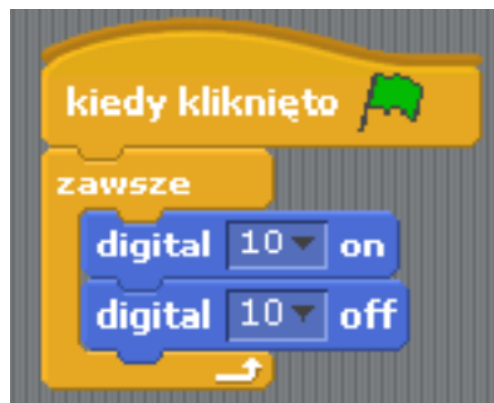 kiedy kliknięto
zawsze
digital 10 on
digital 10 off